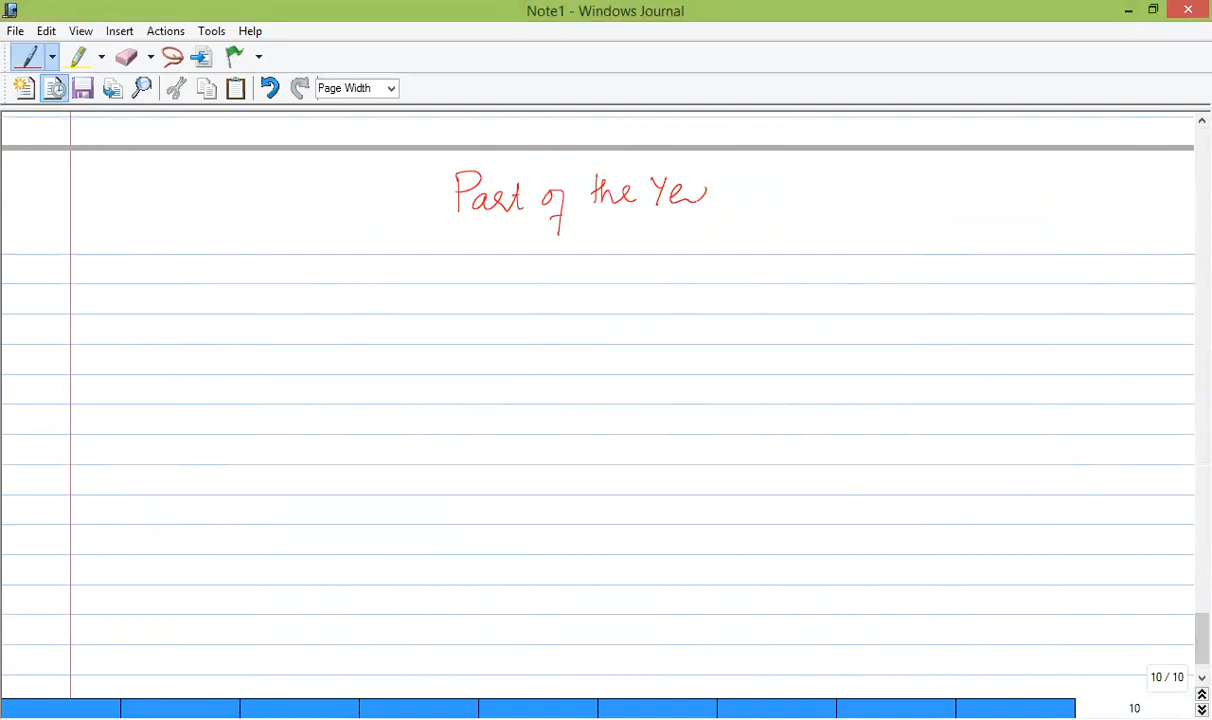 Note1 - Windows Journal
File Edit View Insert Actions Tools Help
Page Width
Part of the Yea
10 / 10
10